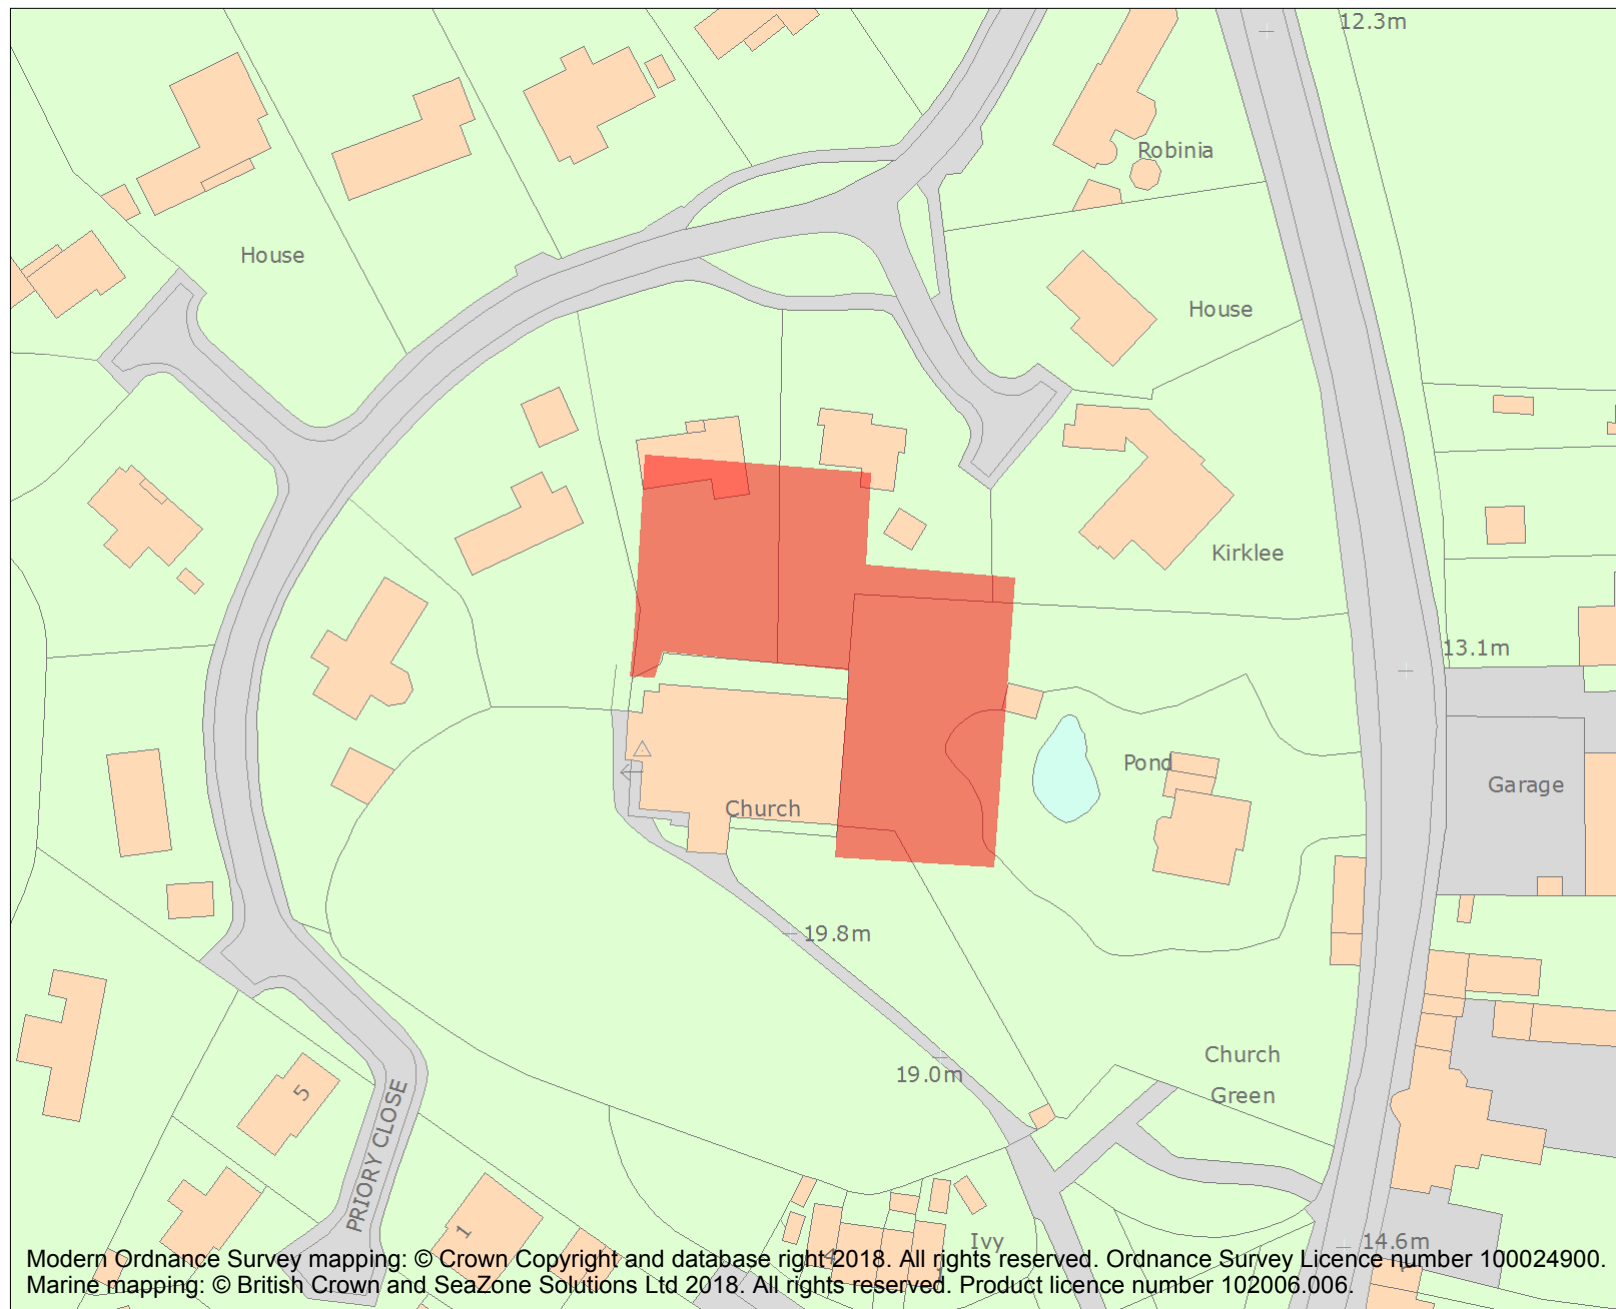 12.3m
Robinia
House
House
Kirklee
13.1m
Pond
Garage
Church
19.8m
19.0m
Church
Green
5
PRIORY CLOSE
1
4
Ivy
14.6m
1
Modern Ordnance Survey mapping: © Crown Copyright and database right 2018. All rights reserved. Ordnance Survey Licence number 100024900.
Marine mapping: © British Crown and SeaZone Solutions Ltd 2018. All rights reserved. Product licence number 102006.006.